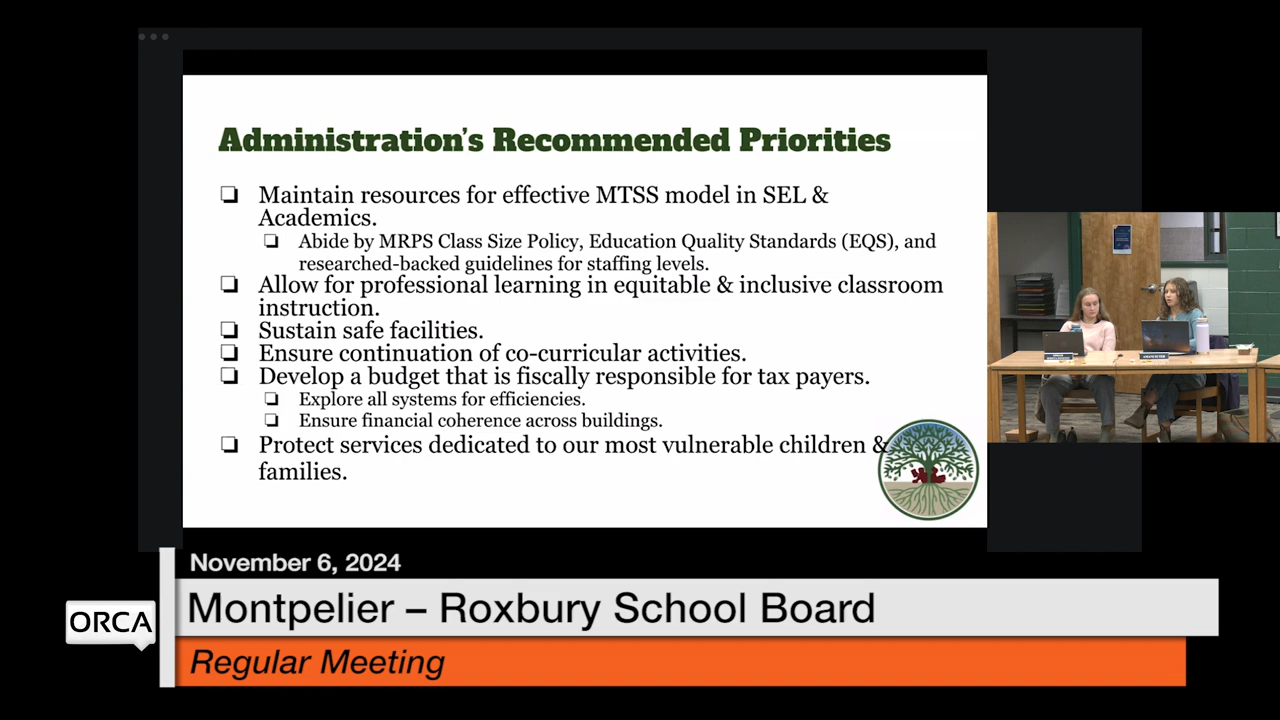 Administration's Recommended Priorities
Maintain resources for effective MTSS model in SEL &
Academics.
Abide by MRPS Class Size Policy, Education Quality Standards (EQS), and
researched-backed guidelines for staffing levels.
Allow for professional learning in equitable & inclusive classroom
instruction.
Sustain safe facilities.
Ensure continuation of co-curricular activities.
Develop a budget that is fiscally responsible for tax payers.
Explore all systems for efficiencies.
Ensure financial coherence across buildings.
Protect services dedicated to our most vulnerable children &
families.
November 6, 2024
ORCA
Montpelier – Roxbury School Board
Regular Meeting